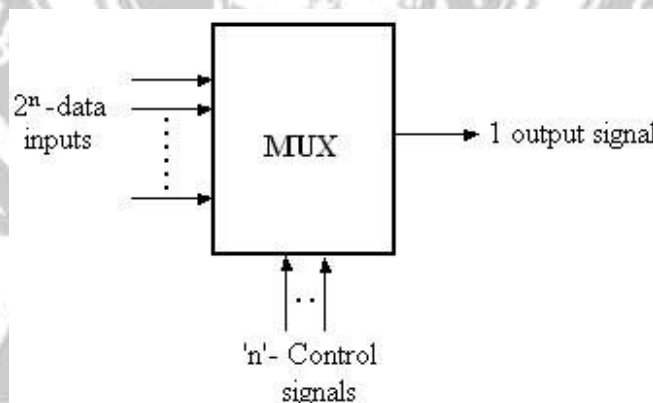 2ⁿ-data
inputs
MUX
1 output signal
'n'- Control
signals